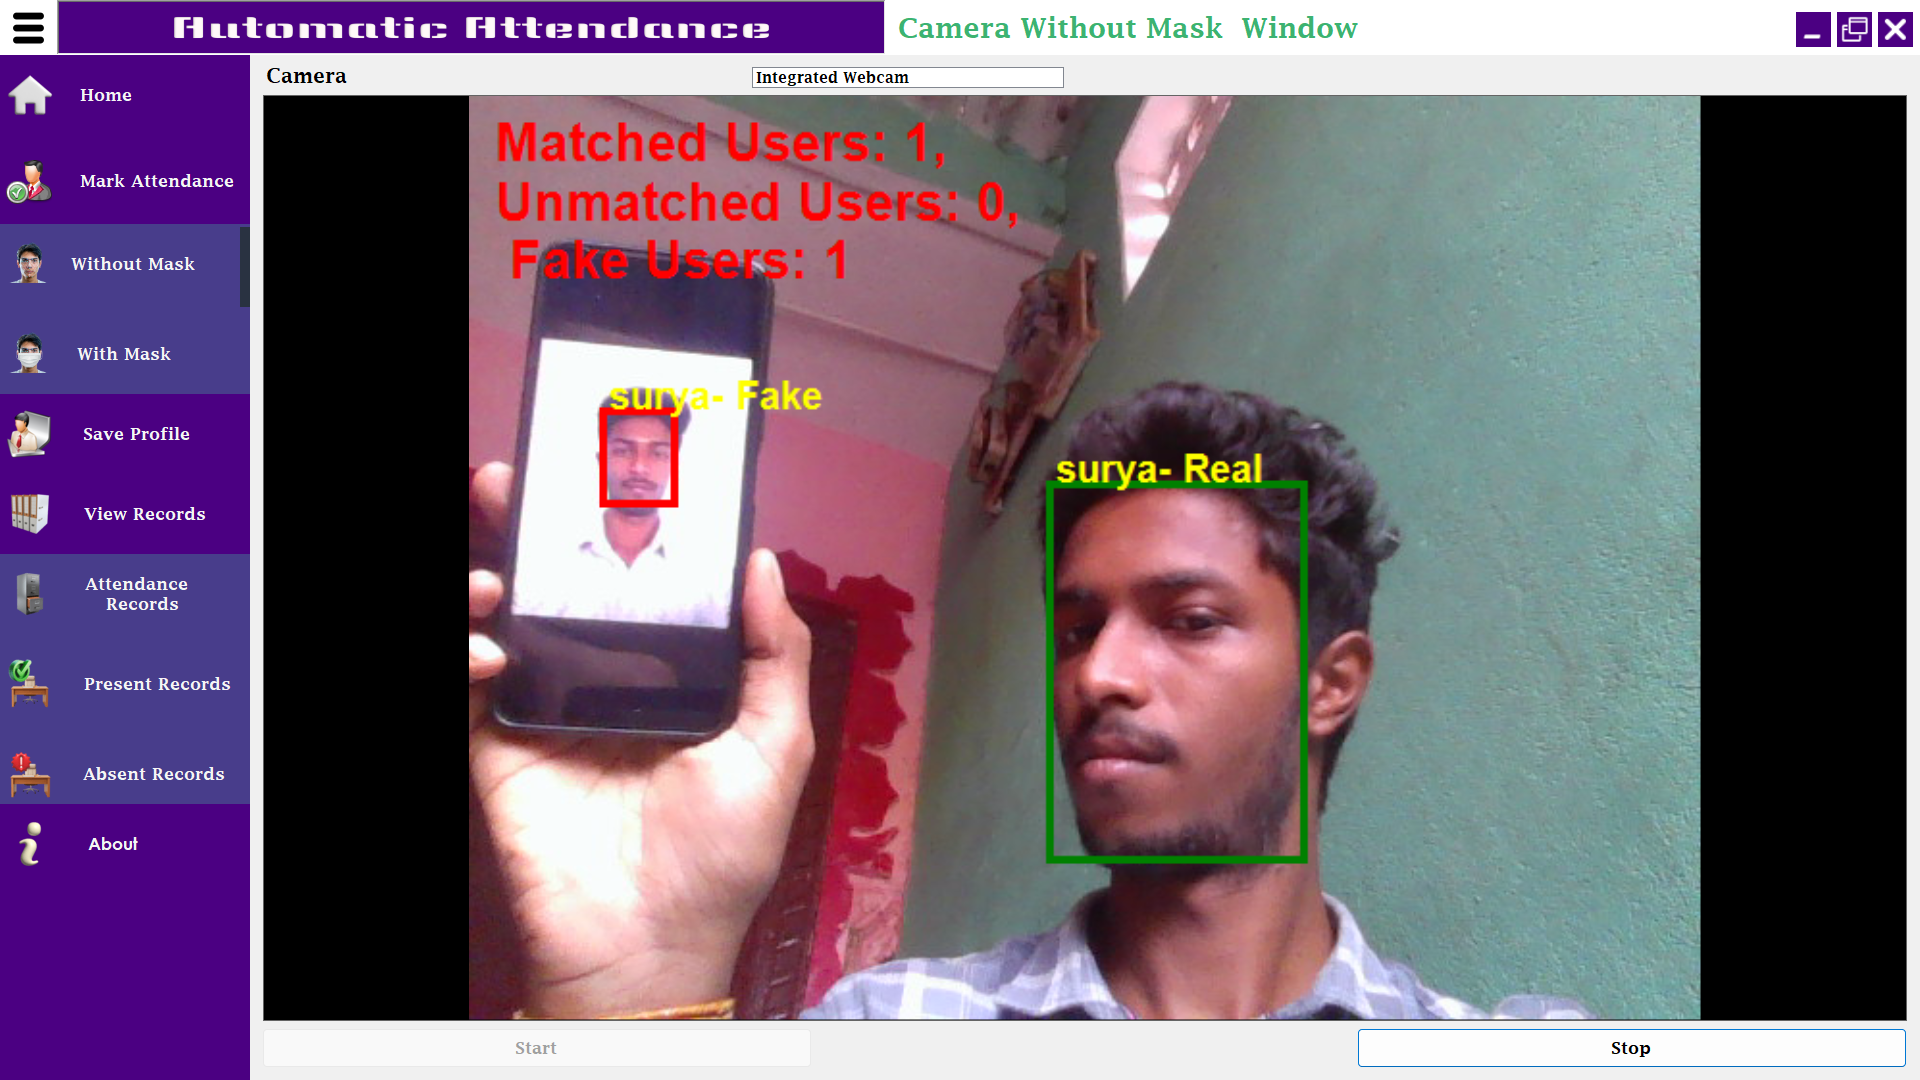 Automatic Attendance
Camera Without Mask Window
Home
Mark Attendance
Without Mask
With Mask
Save Profile
View Records
Attendance
Records
Present Records
Absent Records
About
Camera
Integrated Webcam
Matched Users: 1,
Unmatched Users: 0,
Fake Users: 1
surya- Fake
surya- Real
Start
Stop